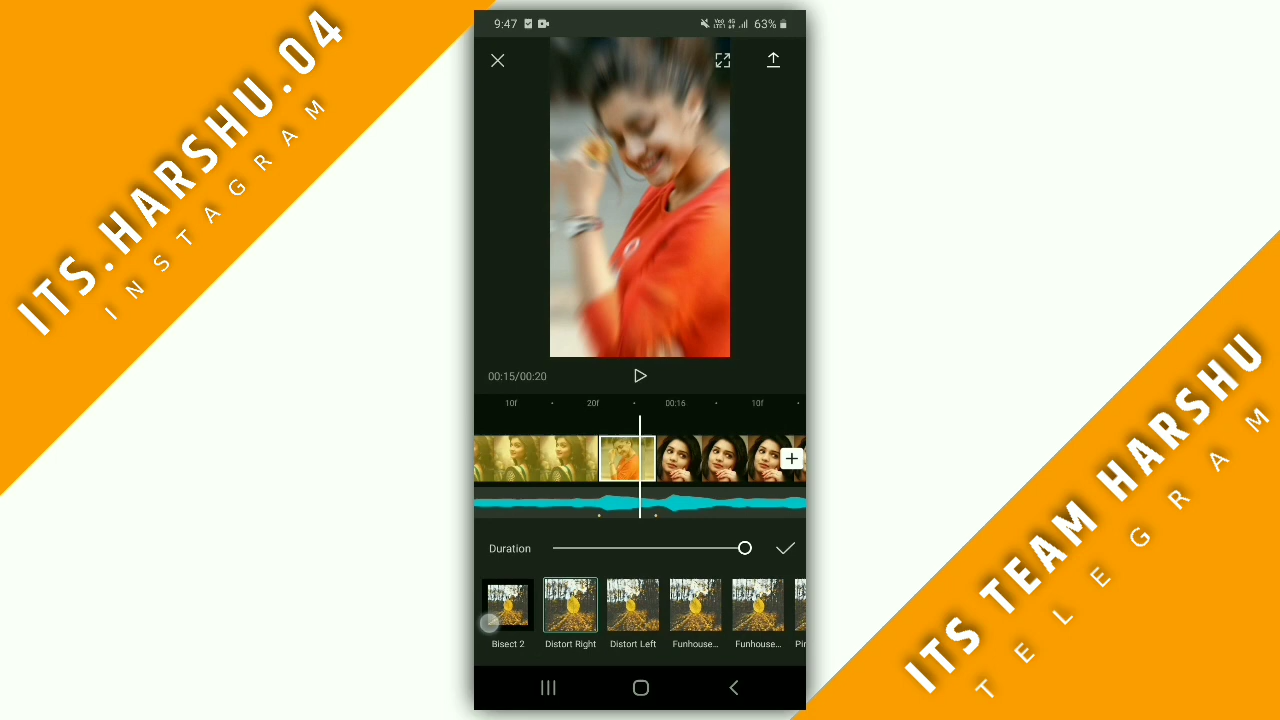 ITS.HARSHU.04
INSTAGRAM
9:47
63%
00:15/00:20
10f
20f
00:16
10f
Duration
Bisect 2
Distort Right
Distort Left
Funhouse...
Funhouse...
ITS TEAM HARSHU
TELEGRAM